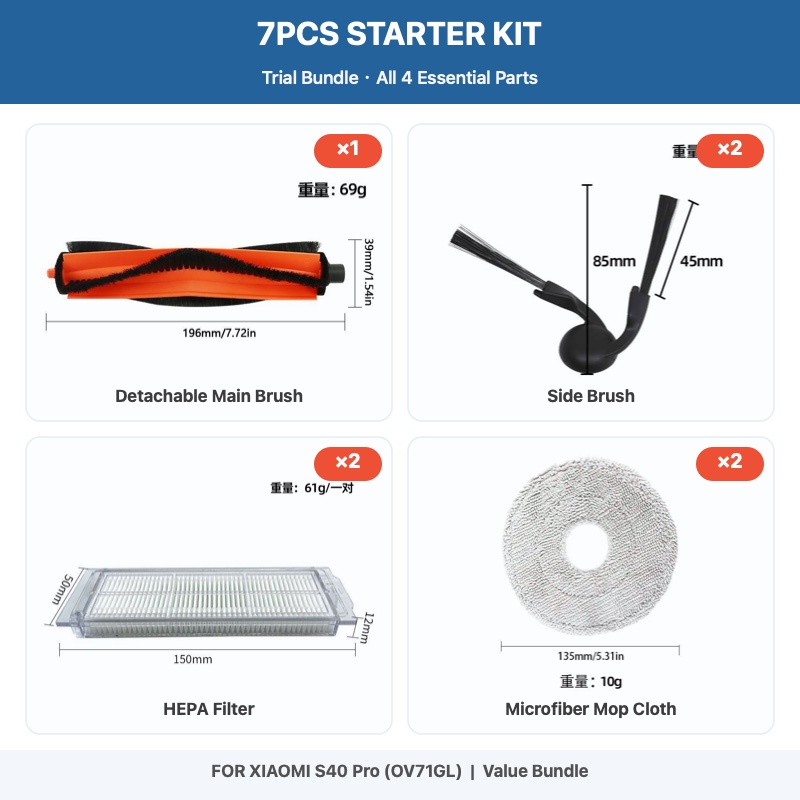 7PCS STARTER KIT
Trial Bundle · All 4 Essential Parts
×1
重量: 69g
39mm/1.54in
196mm/7.72in
Detachable Main Brush
×2
重量
85mm
45mm
Side Brush
×2
重量: 61g/一对
50mm
12mm
150mm
HEPA Filter
×2
135mm/5.31in
重量: 10g
Microfiber Mop Cloth
FOR XIAOMI S40 Pro (OV71GL) | Value Bundle